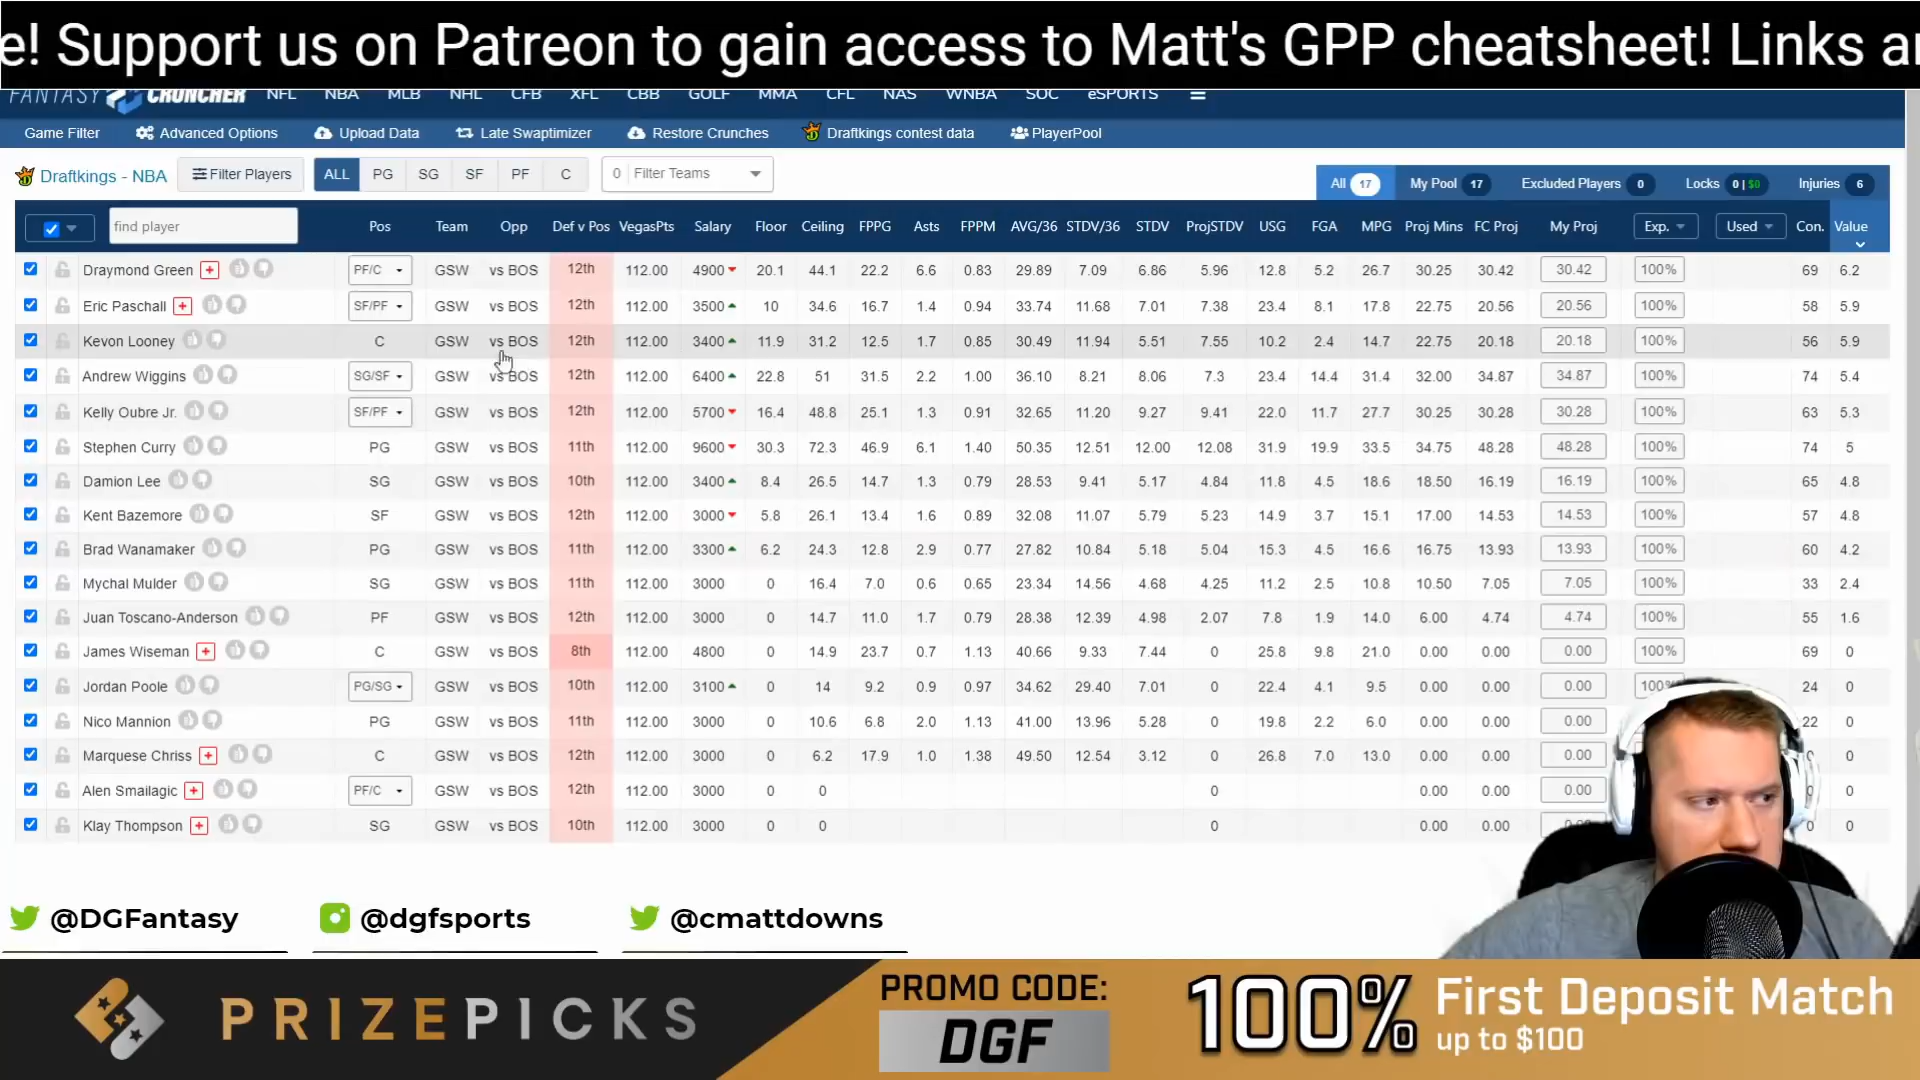 e! Support us on Patreon to gain access to Matt's GPP cheatsheet! Links a
FANTASY CRUNCHER NFL NBA MLB NHL CFB XFL CBB GOLF MMA CFL NAS WNBA SOC eSPORTS
Game Filter Advanced Options Upload Data Late Swaptimizer Restore Crunches Draftkings contest data PlayerPool
Draftkings - NBA Filter Players ALL PG SG SF PF C 0 Filter Teams All 17 My Pool 17 Excluded Players 0 Locks 0 | $0 Injuries 6
find player Pos Team Opp Def v Pos VegasPts Salary Floor Ceiling FPPG Asts FPPM AVG/36 STDV/36 STDV ProjSTDV USG FGA MPG Proj Mins FC Proj My Proj Exp. Used Con. Value
Draymond Green PF/C GSW vs BOS 12th 112.00 4900 20.1 44.1 22.2 6.6 0.83 29.89 7.09 6.86 5.96 12.8 5.2 26.7 30.25 30.42 30.42 100% 69 6.2
Eric Paschall SF/PF GSW vs BOS 12th 112.00 3500 10 34.6 16.7 1.4 0.94 33.74 11.68 7.01 7.38 23.4 8.1 17.8 22.75 20.56 20.56 100% 58 5.9
Kevon Looney C GSW vs BOS 12th 112.00 3400 11.9 31.2 12.5 1.7 0.85 30.49 11.94 5.51 7.55 10.2 2.4 14.7 22.75 20.18 20.18 100% 56 5.9
Andrew Wiggins SG/SF GSW vs BOS 12th 112.00 6400 22.8 51 31.5 2.2 1.00 36.10 8.21 8.06 7.3 23.4 14.4 31.4 32.00 34.87 34.87 100% 74 5.4
Kelly Oubre Jr. SF/PF GSW vs BOS 12th 112.00 5700 16.4 48.8 25.1 1.3 0.91 32.65 11.20 9.27 9.41 22.0 11.7 27.7 30.25 30.28 30.28 100% 63 5.3
Stephen Curry PG GSW vs BOS 11th 112.00 9600 30.3 72.3 46.9 6.1 1.40 50.35 12.51 12.00 12.08 31.9 19.9 33.5 34.75 48.28 48.28 100% 74 5
Damion Lee SG GSW vs BOS 10th 112.00 3400 8.4 26.5 14.7 1.3 0.79 28.53 9.41 5.17 4.84 11.8 4.5 18.6 18.50 16.19 16.19 100% 65 4.8
Kent Bazemore SF GSW vs BOS 12th 112.00 3000 5.8 26.1 13.4 1.6 0.89 32.08 11.07 5.79 5.23 14.9 3.7 15.1 17.00 14.53 14.53 100% 57 4.8
Brad Wanamaker PG GSW vs BOS 11th 112.00 3300 6.2 24.3 12.8 2.9 0.77 27.82 10.84 5.18 5.04 15.3 4.5 16.6 16.75 13.93 13.93 100% 60 4.2
Mychal Mulder SG GSW vs BOS 11th 112.00 3000 0 16.4 7.0 0.6 0.65 23.34 14.56 4.68 4.25 11.2 2.5 10.8 10.50 7.05 7.05 100% 33 2.4
Juan Toscano-Anderson PF GSW vs BOS 12th 112.00 3000 0 14.7 11.0 1.7 0.79 28.38 12.39 4.98 2.07 7.8 1.9 14.0 6.00 4.74 4.74 100% 55 1.6
James Wiseman C GSW vs BOS 8th 112.00 4800 0 14.9 23.7 0.7 1.13 40.66 9.33 7.44 0 25.8 9.8 21.0 0.00 0.00 0.00 100% 69 0
Jordan Poole PG/SG GSW vs BOS 10th 112.00 3100 0 14 9.2 0.9 0.97 34.62 29.40 7.01 0 22.4 4.1 9.5 0.00 0.00 0.00 100% 24 0
Nico Mannion PG GSW vs BOS 11th 112.00 3000 0 10.6 6.8 2.0 1.13 41.00 13.96 5.28 0 19.8 2.2 6.0 0.00 0.00 0.00 22 0
Marquese Chriss C GSW vs BOS 12th 112.00 3000 0 6.2 17.9 1.0 1.38 49.50 12.54 3.12 0 26.8 7.0 13.0 0.00 0.00 0.00 0 0
Alen Smailagic PF/C GSW vs BOS 12th 112.00 3000 0 0 0 0.00 0.00 0.00 0 0
Klay Thompson SG GSW vs BOS 10th 112.00 3000 0 0 0 0.00 0.00 0.00 0 0
@DGFantasy @dgfsports @cmattdowns
PRIZEPICKS PROMO CODE: DGF 100% First Deposit Match up to $100